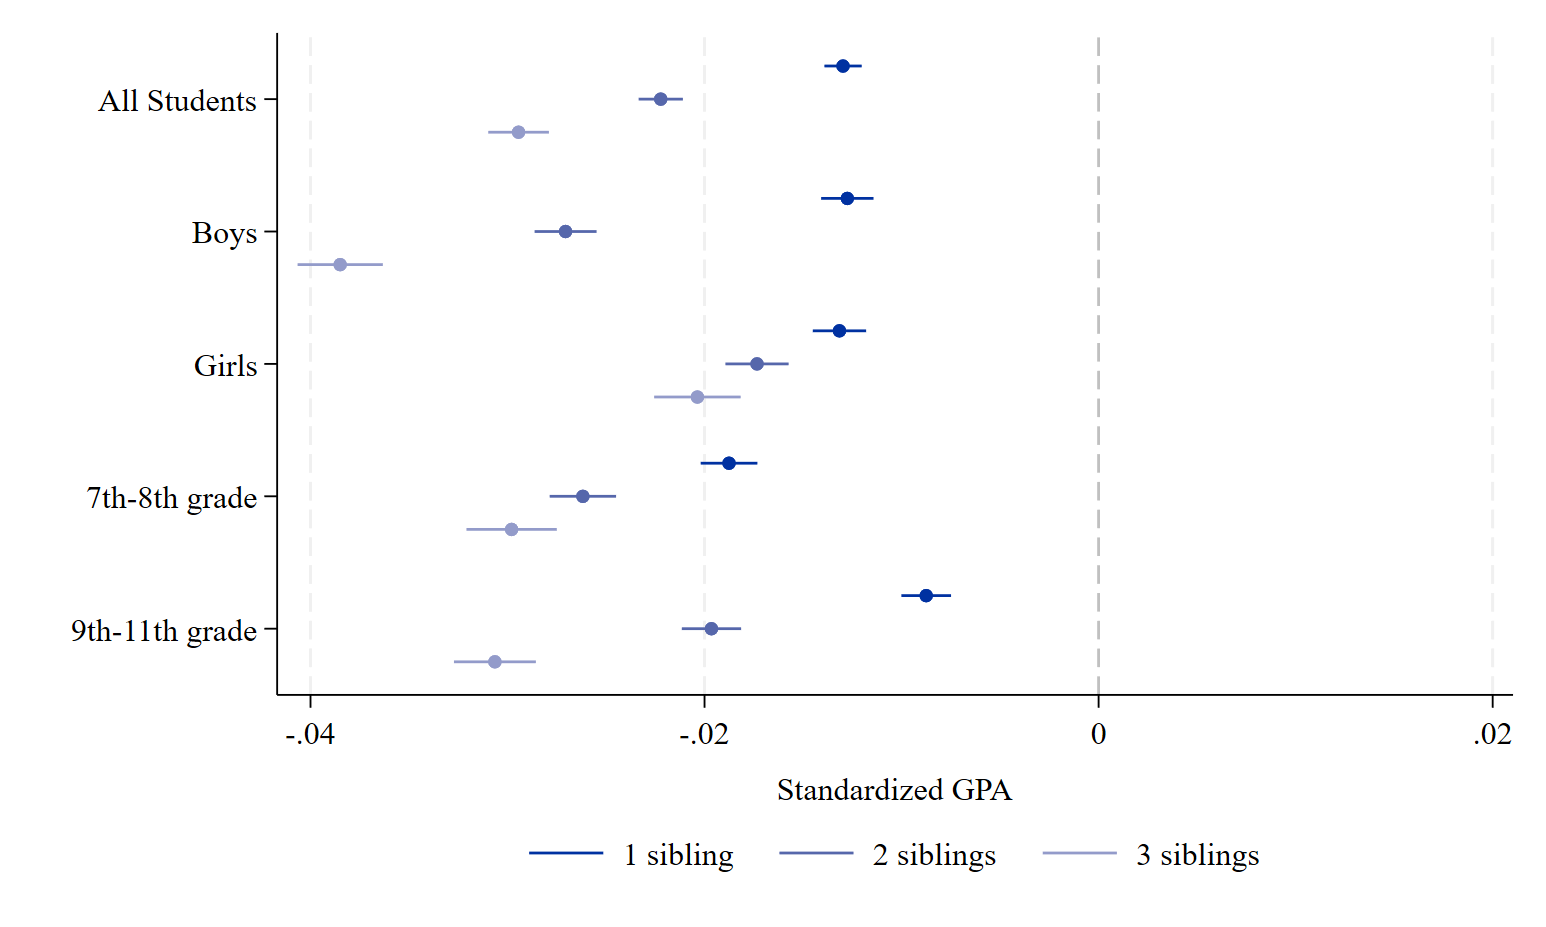 All Students
Boys
Girls
7th-8th grade
9th-11th grade
-.04 -.02 0 .02
Standardized GPA
1 sibling 2 siblings 3 siblings